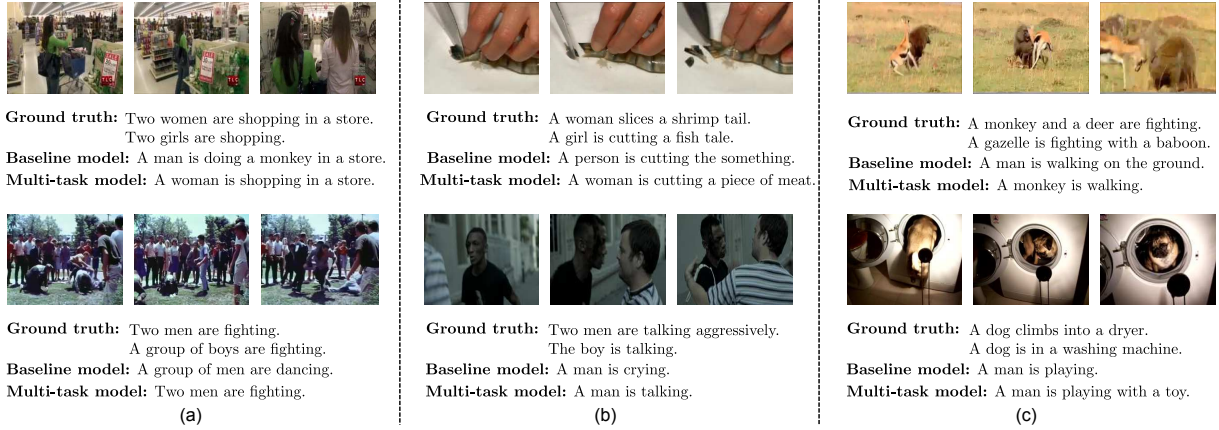 SALE
TLC
Ground truth: Two women are shopping in a store.
Two girls are shopping.
Baseline model: A man is doing a monkey in a store.
Multi-task model: A woman is shopping in a store.
Ground truth: Two men are fighting.
A group of boys are fighting.
Baseline model: A group of men are dancing.
Multi-task model: Two men are fighting.
(a)
Ground truth: A woman slices a shrimp tail.
A girl is cutting a fish tale.
Baseline model: A person is cutting the something.
Multi-task model: A woman is cutting a piece of meat.
Ground truth: Two men are talking aggressively.
The boy is talking.
Baseline model: A man is crying.
Multi-task model: A man is talking.
(b)
Ground truth: A monkey and a deer are fighting.
A gazelle is fighting with a baboon.
Baseline model: A man is walking on the ground.
Multi-task model: A monkey is walking.
Ground truth: A dog climbs into a dryer.
A dog is in a washing machine.
Baseline model: A man is playing.
Multi-task model: A man is playing with a toy.
(c)